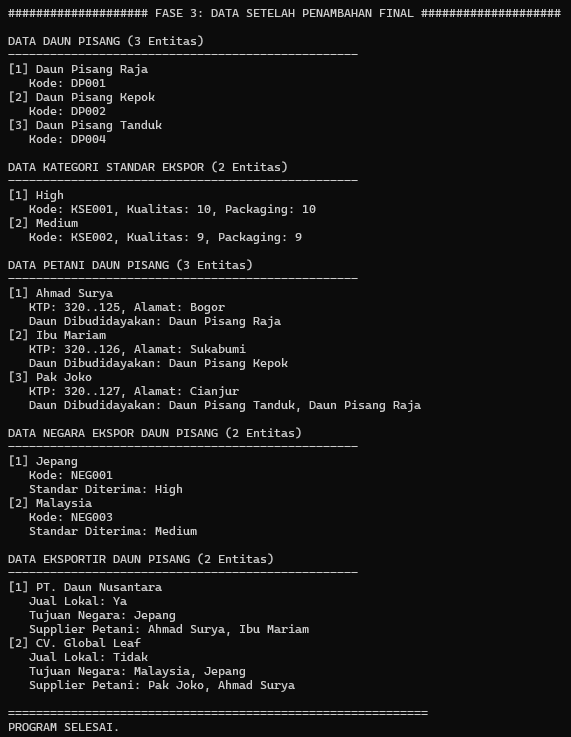 #################### FASE 3: DATA SETELAH PENAMBAHAN FINAL ####################
DATA DAUN PISANG (3 Entitas)
--------------------------------------------------
[1] Daun Pisang Raja
Kode: DP001
[2] Daun Pisang Kepok
Kode: DP002
[3] Daun Pisang Tanduk
Kode: DP004
DATA KATEGORI STANDAR EKSPOR (2 Entitas)
--------------------------------------------------
[1] High
Kode: KSE001, Kualitas: 10, Packaging: 10
[2] Medium
Kode: KSE002, Kualitas: 9, Packaging: 9
DATA PETANI DAUN PISANG (3 Entitas)
--------------------------------------------------
[1] Ahmad Surya
KTP: 320..125, Alamat: Bogor
Daun Dibudidayakan: Daun Pisang Raja
[2] Ibu Mariam
KTP: 320..126, Alamat: Sukabumi
Daun Dibudidayakan: Daun Pisang Kepok
[3] Pak Joko
KTP: 320..127, Alamat: Cianjur
Daun Dibudidayakan: Daun Pisang Tanduk, Daun Pisang Raja
DATA NEGARA EKSPOR DAUN PISANG (2 Entitas)
--------------------------------------------------
[1] Jepang
Kode: NEG001
Standar Diterima: High
[2] Malaysia
Kode: NEG003
Standar Diterima: Medium
DATA EKSPORTIR DAUN PISANG (2 Entitas)
--------------------------------------------------
[1] PT. Daun Nusantara
Jual Lokal: Ya
Tujuan Negara: Jepang
Supplier Petani: Ahmad Surya, Ibu Mariam
[2] CV. Global Leaf
Jual Lokal: Tidak
Tujuan Negara: Malaysia, Jepang
Supplier Petani: Pak Joko, Ahmad Surya
============================================================
PROGRAM SELESAI.